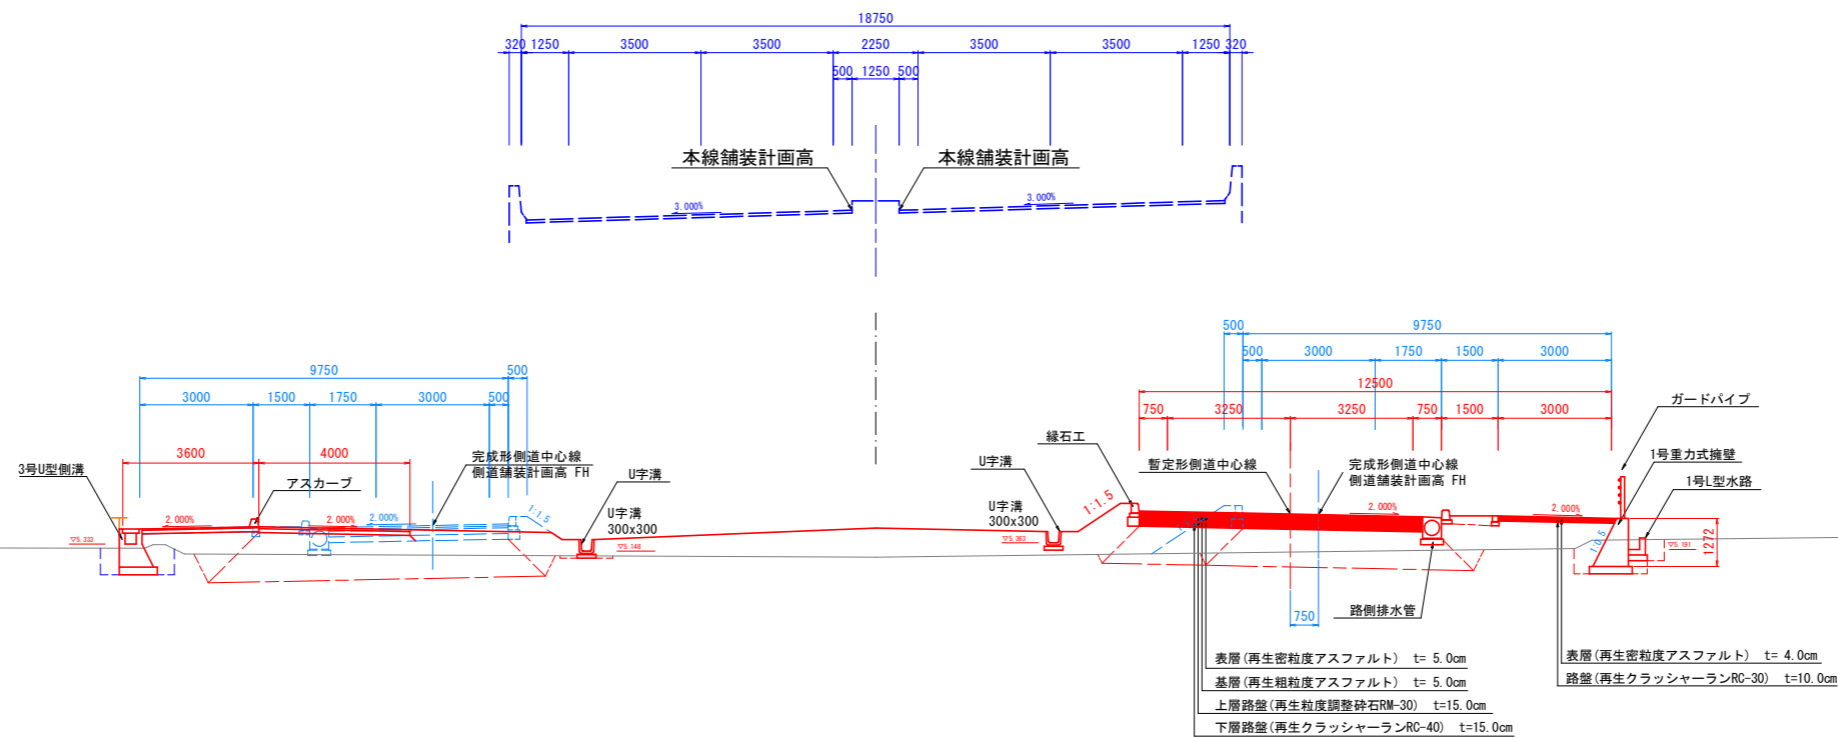 18750
320 1250 3500 3500 2250 3500 3500 1250 320
500 1250 500
本線舗装計画高 本線舗装計画高
3.000% 3.000%
9750 500
3000 1500 1750 3000 500
3600 4000
3号U型側溝
アスカーブ
完成形側道中心線
側道舗装計画高 FH
U字溝
U字溝
300x300
2.000% 2.000% 2.000%
1:1.5
▽5.333
▽5.148
500 9750
500 3000 1750 1500 3000
12500
750 3250 3250 750 1500 3000
縁石工
U字溝
U字溝
300x300
1:1.5
▽5.363
暫定形側道中心線
完成形側道中心線
側道舗装計画高 FH
2.000% 2.000%
ガードパイプ
1号重力式擁壁
1号L型水路
1:0.5
1272
▽5.191
750
路側排水管
表層(再生密粒度アスファルト) t= 5.0cm
基層(再生粗粒度アスファルト) t= 5.0cm
上層路盤(再生粒度調整砕石RM-30) t=15.0cm
下層路盤(再生クラッシャーランRC-40) t=15.0cm
表層(再生密粒度アスファルト) t= 4.0cm
路盤(再生クラッシャーランRC-30) t=10.0cm